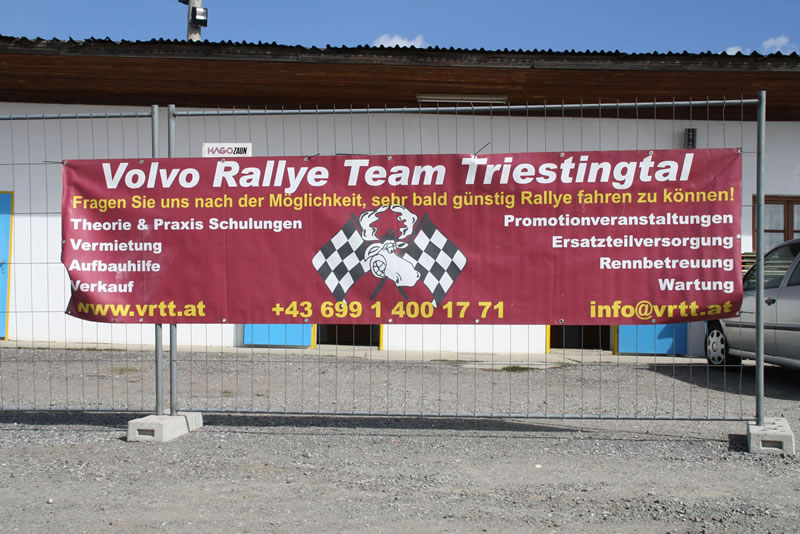 HAGO ZAUN
Volvo Rallye Team Triestingtal
Fragen Sie uns nach der Möglichkeit, sehr bald günstig Rallye fahren zu können!
Theorie & Praxis Schulungen
Vermietung
Aufbauhilfe
Verkauf
Promotionveranstaltungen
Ersatzteilversorgung
Rennbetreuung
Wartung
www.vrtt.at +43 699 1 400 17 71 info@vrtt.at